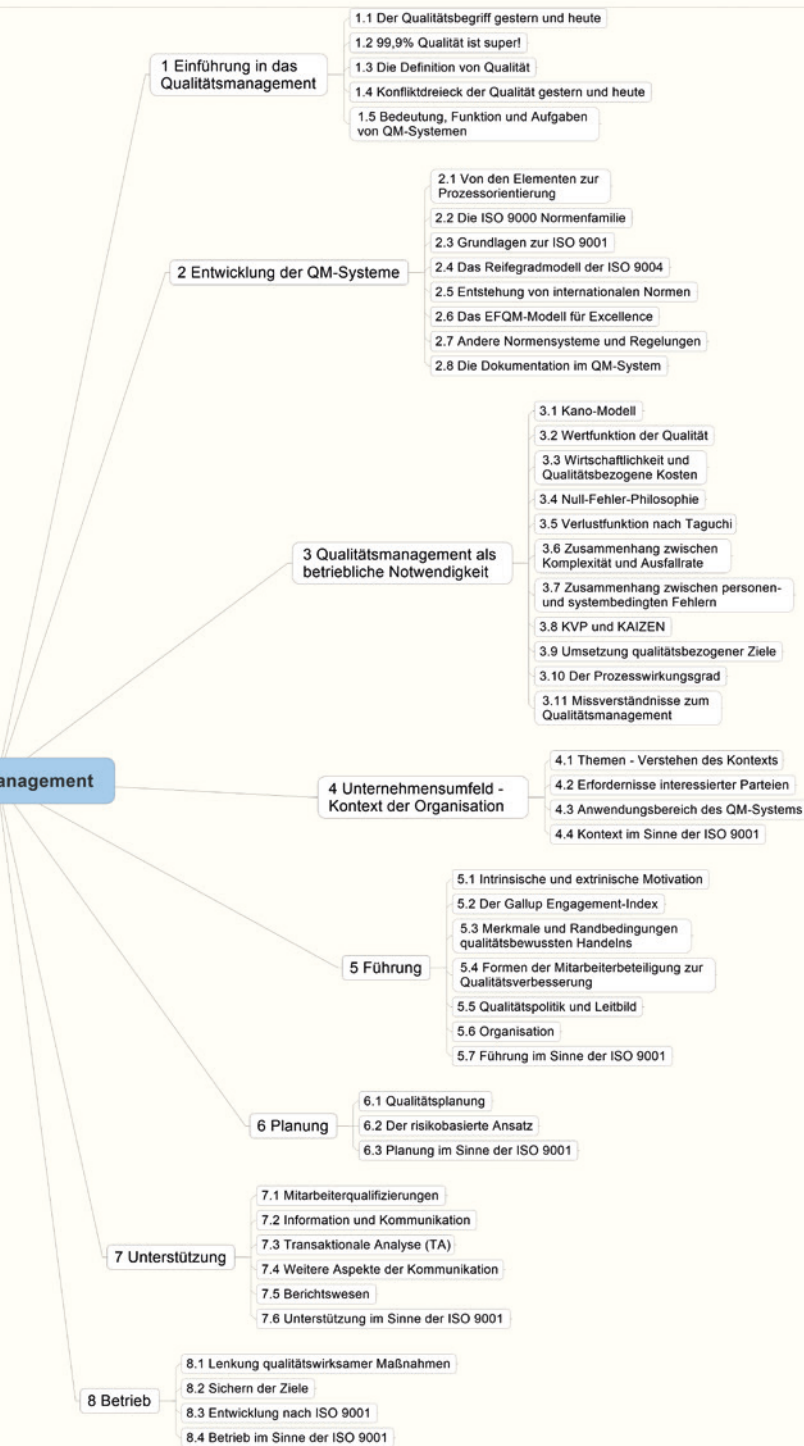 1 Einführung in das
Qualitätsmanagement
1.1 Der Qualitätsbegriff gestern und heute
1.2 99,9% Qualität ist super!
1.3 Die Definition von Qualität
1.4 Konfliktdreieck der Qualität gestern und heute
1.5 Bedeutung, Funktion und Aufgaben
von QM-Systemen
2 Entwicklung der QM-Systeme
2.1 Von den Elementen zur
Prozessorientierung
2.2 Die ISO 9000 Normenfamilie
2.3 Grundlagen zur ISO 9001
2.4 Das Reifegradmodell der ISO 9004
2.5 Entstehung von internationalen Normen
2.6 Das EFQM-Modell für Excellence
2.7 Andere Normensysteme und Regelungen
2.8 Die Dokumentation im QM-System
3 Qualitätsmanagement als
betriebliche Notwendigkeit
3.1 Kano-Modell
3.2 Wertfunktion der Qualität
3.3 Wirtschaftlichkeit und
Qualitätsbezogene Kosten
3.4 Null-Fehler-Philosophie
3.5 Verlustfunktion nach Taguchi
3.6 Zusammenhang zwischen
Komplexität und Ausfallrate
3.7 Zusammenhang zwischen personen-
und systembedingten Fehlern
3.8 KVP und KAIZEN
3.9 Umsetzung qualitätsbezogener Ziele
3.10 Der Prozesswirkungsgrad
3.11 Missverständnisse zum
Qualitätsmanagement
anagement
4 Unternehmensumfeld -
Kontext der Organisation
4.1 Themen - Verstehen des Kontexts
4.2 Erfordernisse interessierter Parteien
4.3 Anwendungsbereich des QM-Systems
4.4 Kontext im Sinne der ISO 9001
5 Führung
5.1 Intrinsische und extrinische Motivation
5.2 Der Gallup Engagement-Index
5.3 Merkmale und Randbedingungen
qualitätsbewussten Handelns
5.4 Formen der Mitarbeiterbeteiligung zur
Qualitätsverbesserung
5.5 Qualitätspolitik und Leitbild
5.6 Organisation
5.7 Führung im Sinne der ISO 9001
6 Planung
6.1 Qualitätsplanung
6.2 Der risikobasierte Ansatz
6.3 Planung im Sinne der ISO 9001
7 Unterstützung
7.1 Mitarbeiterqualifizierungen
7.2 Information und Kommunikation
7.3 Transaktionale Analyse (TA)
7.4 Weitere Aspekte der Kommunikation
7.5 Berichtswesen
7.6 Unterstützung im Sinne der ISO 9001
8 Betrieb
8.1 Lenkung qualitätswirksamer Maßnahmen
8.2 Sichern der Ziele
8.3 Entwicklung nach ISO 9001
8.4 Betrieb im Sinne der ISO 9001